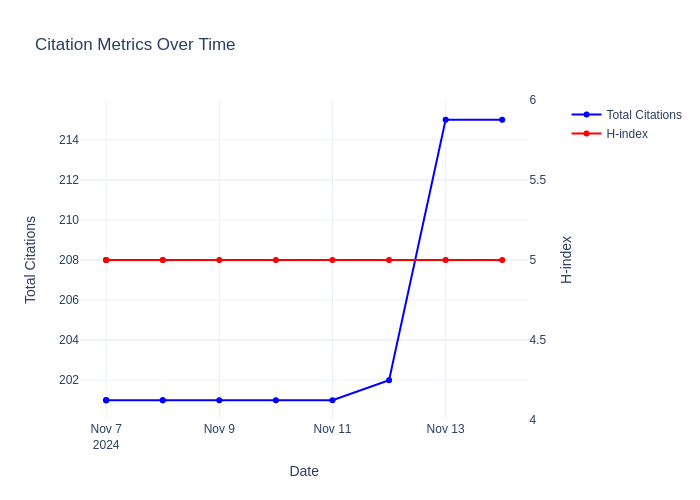 Citation Metrics Over Time
Total Citations
H-index
214
212
210
208
206
204
202
6
5.5
5
4.5
4
Nov 7
2024
Nov 9
Nov 11
Nov 13
Date
Total Citations
H-index